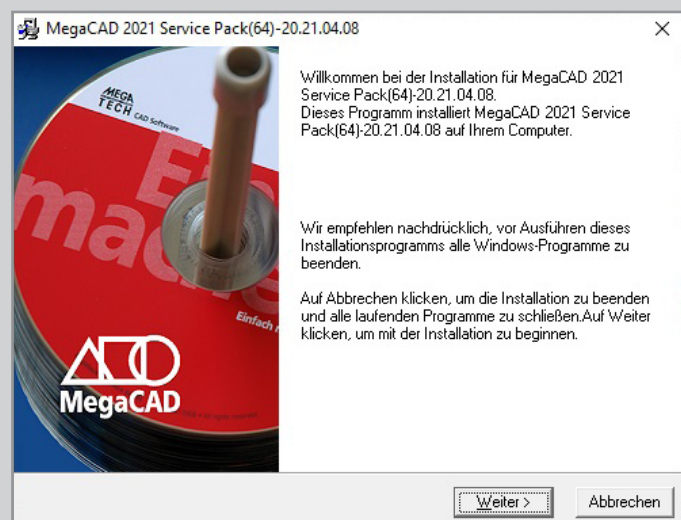 MegaCAD 2021 Service Pack(64)-20.21.04.08
MEGA
TECH CAD Software
Einfach
MegaCAD
Willkommen bei der Installation für MegaCAD 2021
Service Pack(64)-20.21.04.08.
Dieses Programm installiert MegaCAD 2021 Service
Pack(64)-20.21.04.08 auf Ihrem Computer.
Wir empfehlen nachdrücklich, vor Ausführen dieses
Installationsprogramms alle Windows-Programme zu
beenden.
Auf Abbrechen klicken, um die Installation zu beenden
und alle laufenden Programme zu schließen.Auf Weiter
klicken, um mit der Installation zu beginnen.
Weiter >
Abbrechen